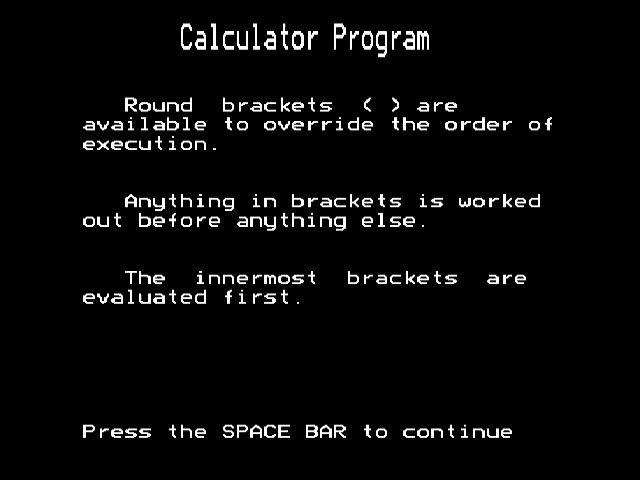 Calculator Program
Round brackets ( ) are
available to override the order of
execution.
Anything in brackets is worked
out before anything else.
The innermost brackets are
evaluated first.
Press the SPACE BAR to continue